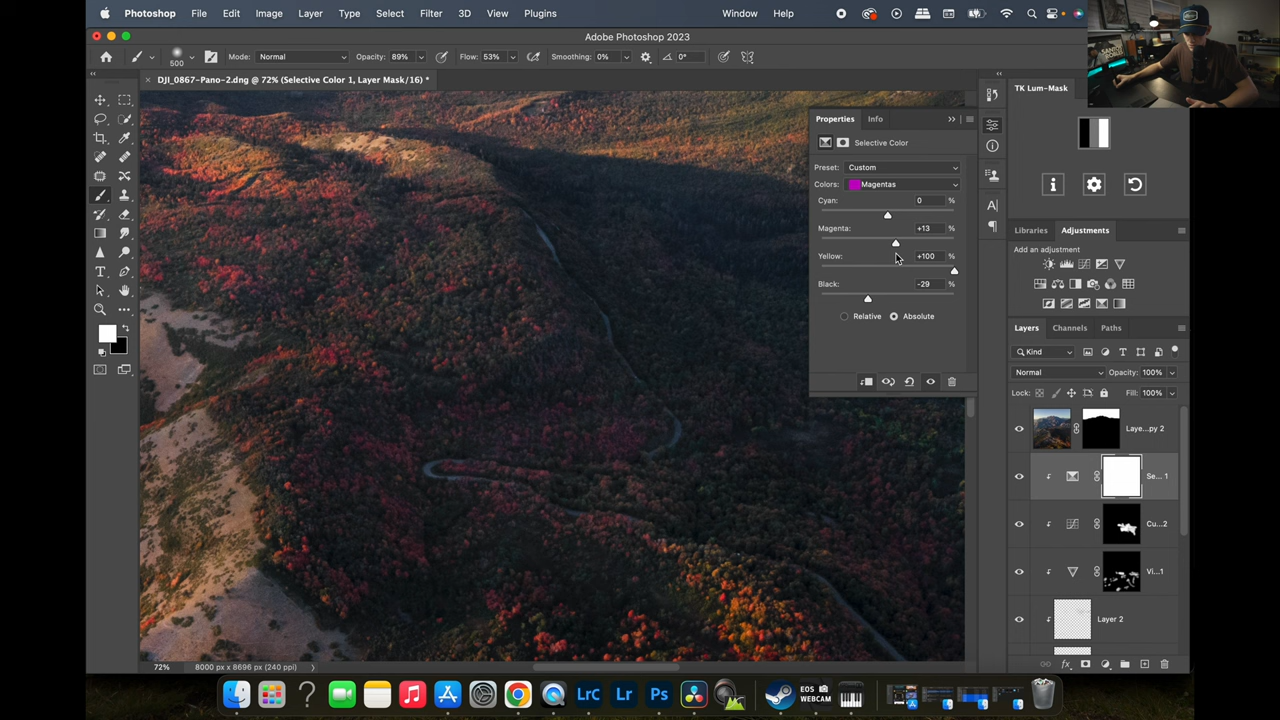 Photoshop File Edit Image Layer Type Select Filter 3D View Plugins Window Help
Adobe Photoshop 2023
500 Mode: Normal Opacity: 89% Flow: 53% Smoothing: 0% 0°
DJI_0867-Pano-2.dng @ 72% (Selective Color 1, Layer Mask/16) *
Properties Info
Selective Color
Preset: Custom
Colors: Magentas
Cyan: 0 %
Magenta: +13 %
Yellow: +100 %
Black: -29 %
Relative Absolute
TK Lum-Mask
Libraries Adjustments
Add an adjustment
Layers Channels Paths
Kind
Normal Opacity: 100%
Lock: Fill: 100%
Laye...py 2
Se... 1
Cu...2
Vi...1
Layer 2
72% 8000 px x 8696 px (240 ppi)
Lrc Lr Ps EOS
WEBCAM